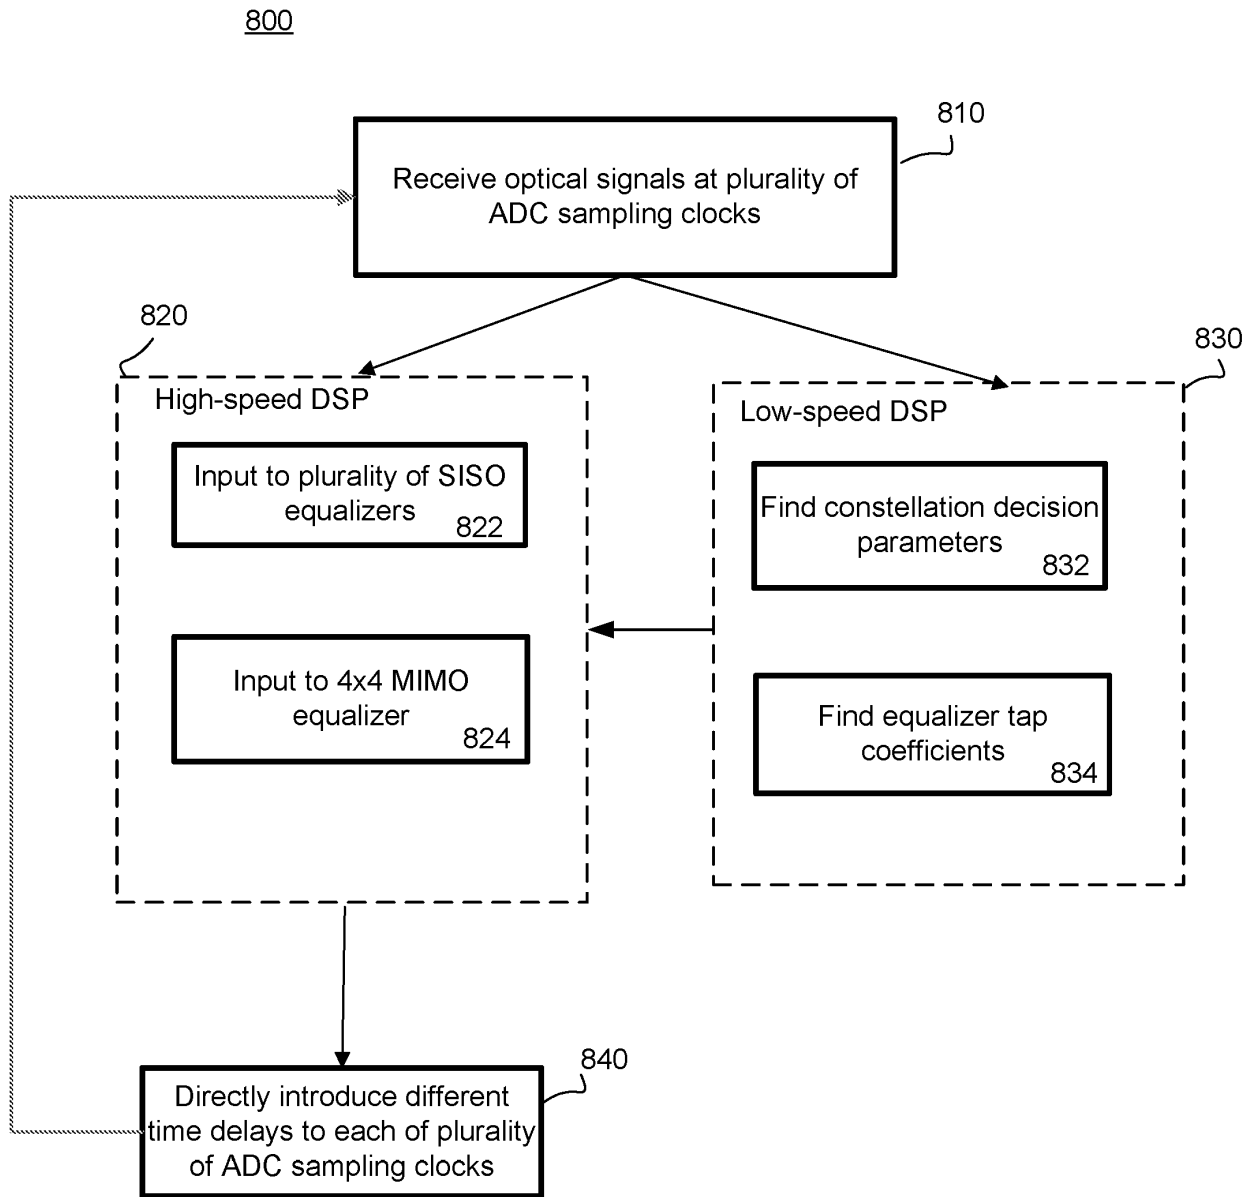 800
810
Receive optical signals at plurality of
ADC sampling clocks
820
High-speed DSP
Input to plurality of SISO
equalizers
822
Input to 4x4 MIMO
equalizer
824
830
Low-speed DSP
Find constellation decision
parameters
832
Find equalizer tap
coefficients
834
840
Directly introduce different
time delays to each of plurality
of ADC sampling clocks